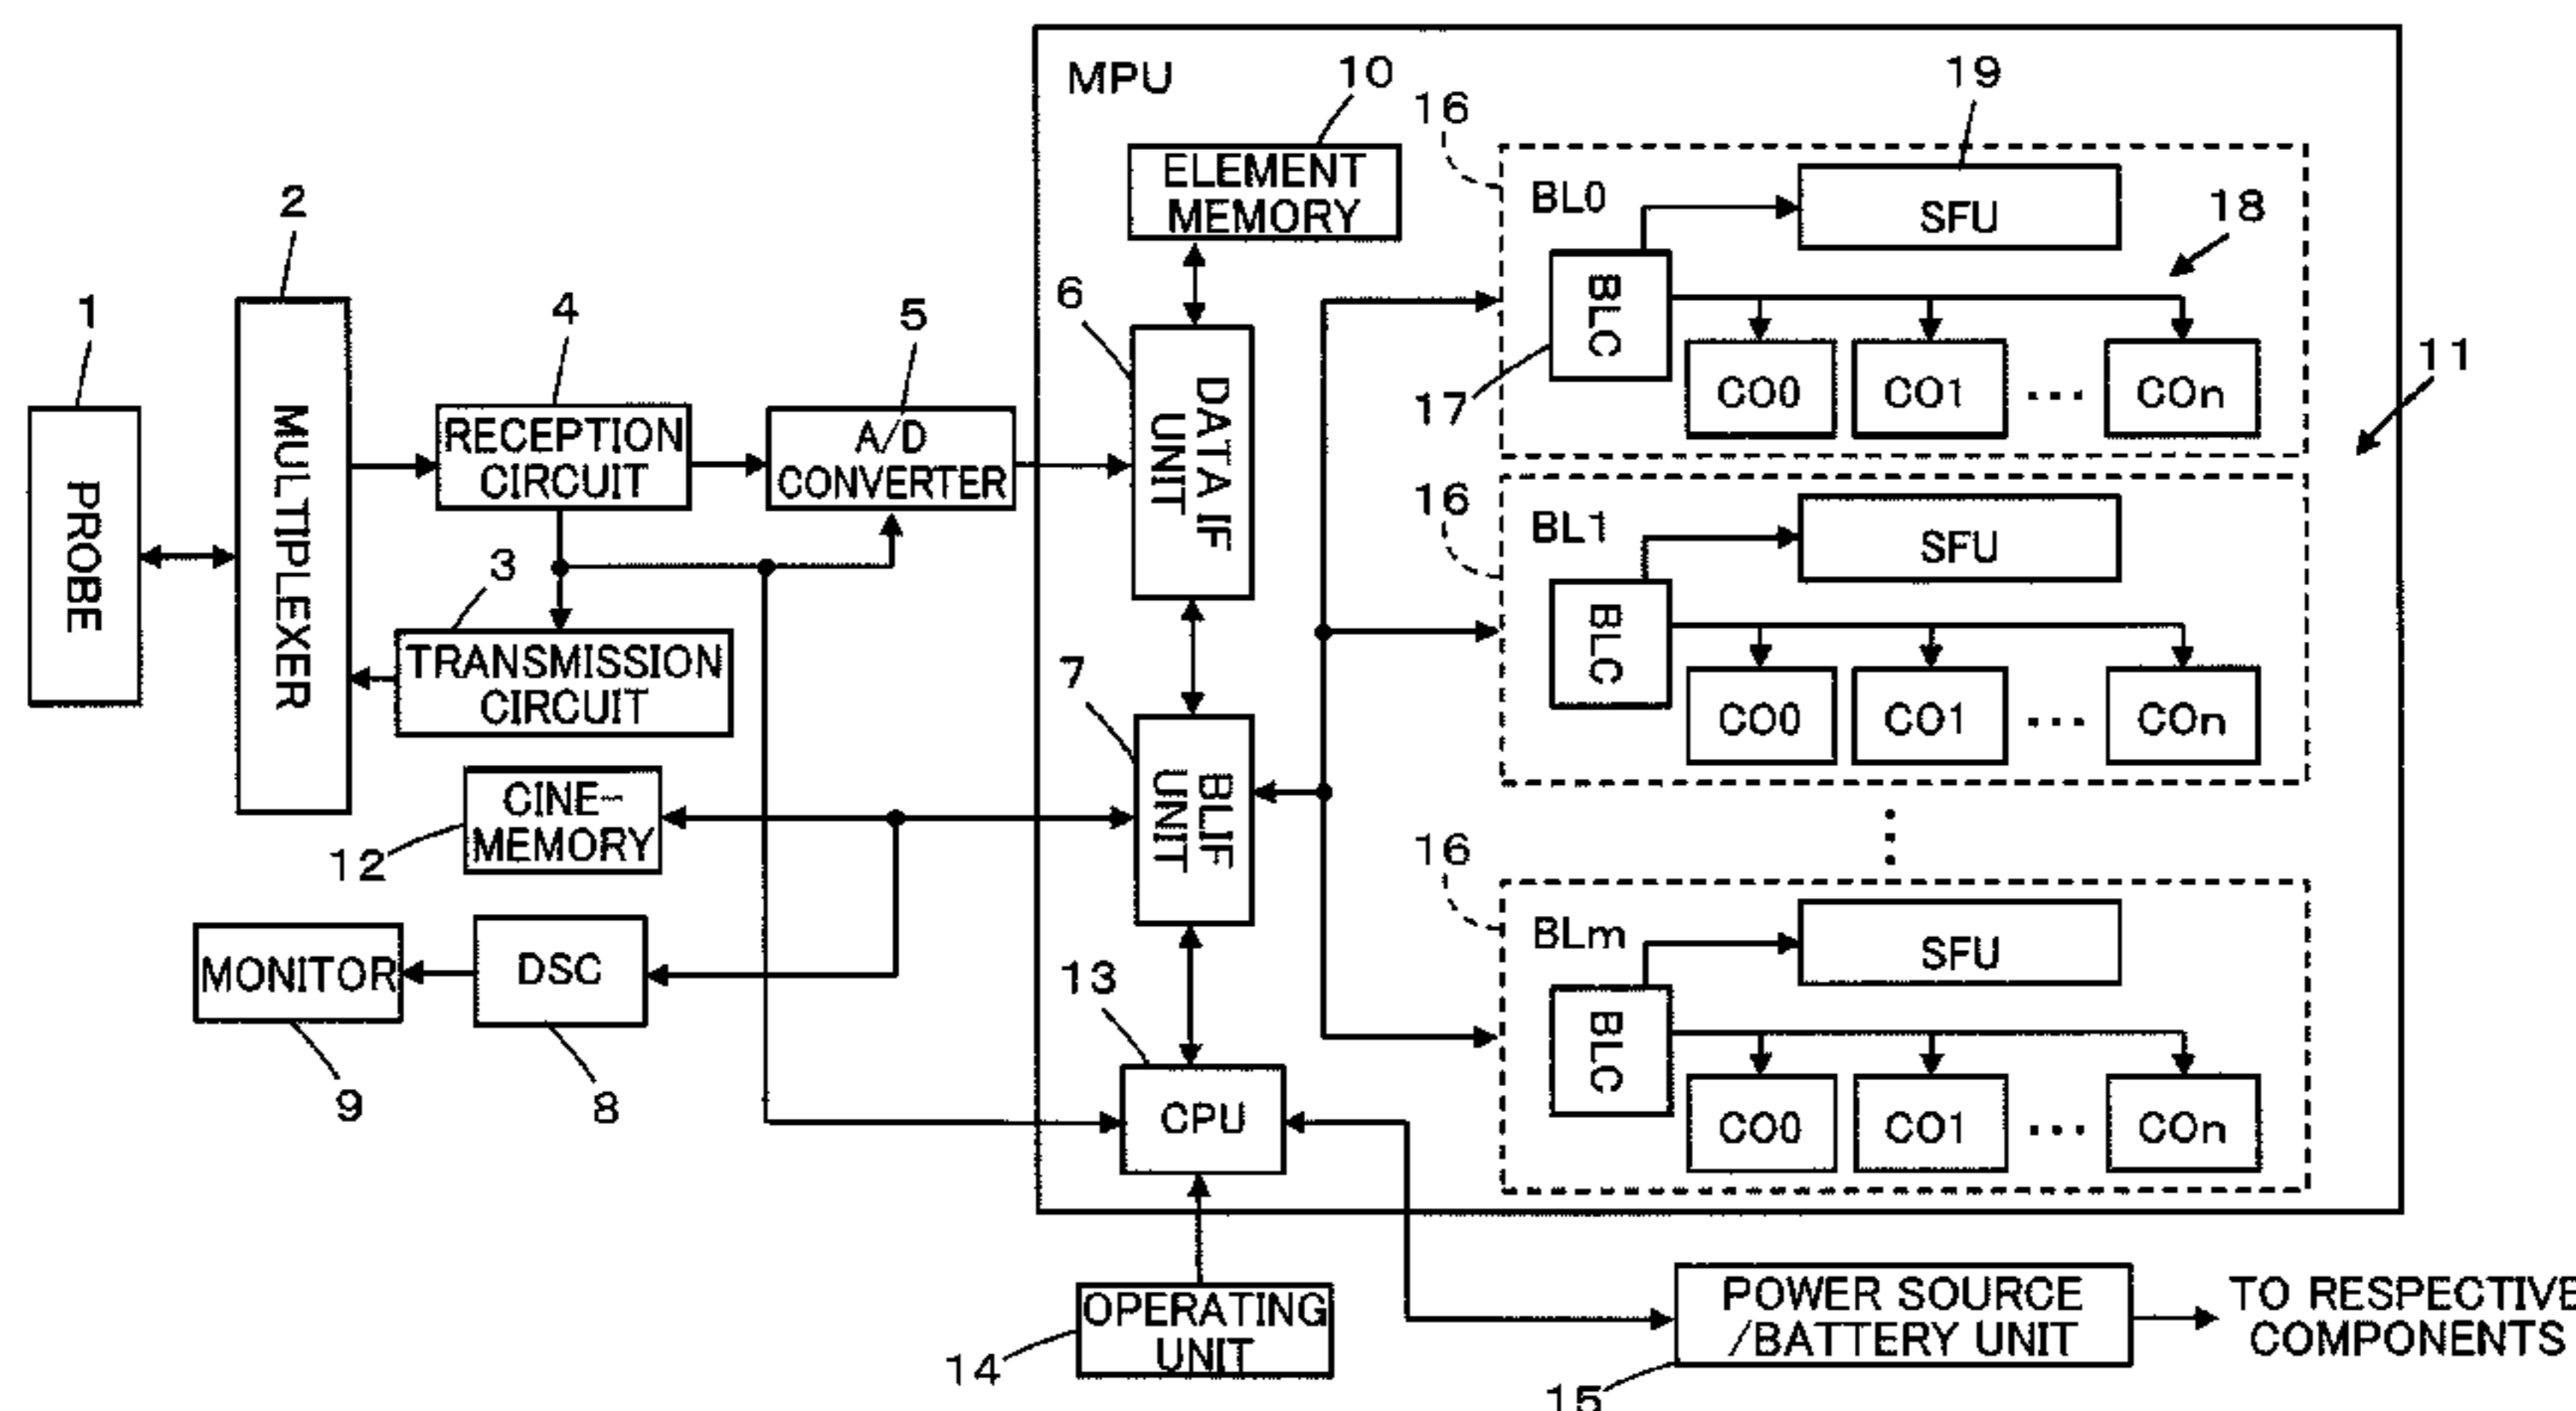 MPU
10
19
16
ELEMENT
MEMORY
BL0
SFU
18
2
BLC
1
4
5
6
11
CO0
CO1
...
COn
17
MULTIPLEXER
RECEPTION
CIRCUIT
A/D
CONVERTER
DATA IF
UNIT
PROBE
16
BL1
SFU
3
BLC
TRANSMISSION
CIRCUIT
7
CO0
CO1
...
COn
CINE-
MEMORY
BLIF
UNIT
12
16
BLm
SFU
MONITOR
DSC
13
BLC
9
8
CPU
CO0
CO1
...
COn
OPERATING
UNIT
14
POWER SOURCE
/BATTERY UNIT
TO RESPECTIVE
COMPONENTS
15